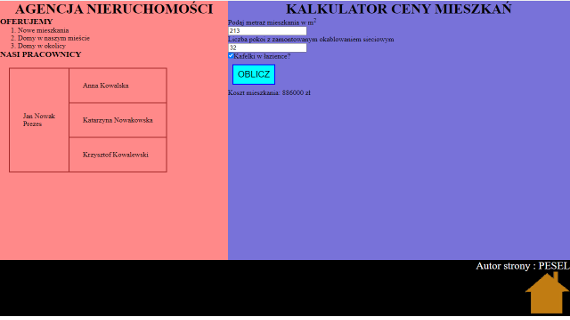 AGENCJA NIERUCHOMOŚCI
OFERUJEMY
1. Nowe mieszkania
2. Domy w naszym mieście
3. Domy w okolicy
NASI PRACOWNICY
Jan Nowak
Prezes
Anna Kowalska
Katarzyna Nowakowska
Krzysztof Kowalewski
KALKULATOR CENY MIESZKAŃ
Podaj metraż mieszkania w m²
213
Liczba pokoi z zamontowanym okablowaniem sieciowym
32
Kafelki w łazience?
OBLICZ
Koszt mieszkania: 886000 zł
Autor strony : PESEL